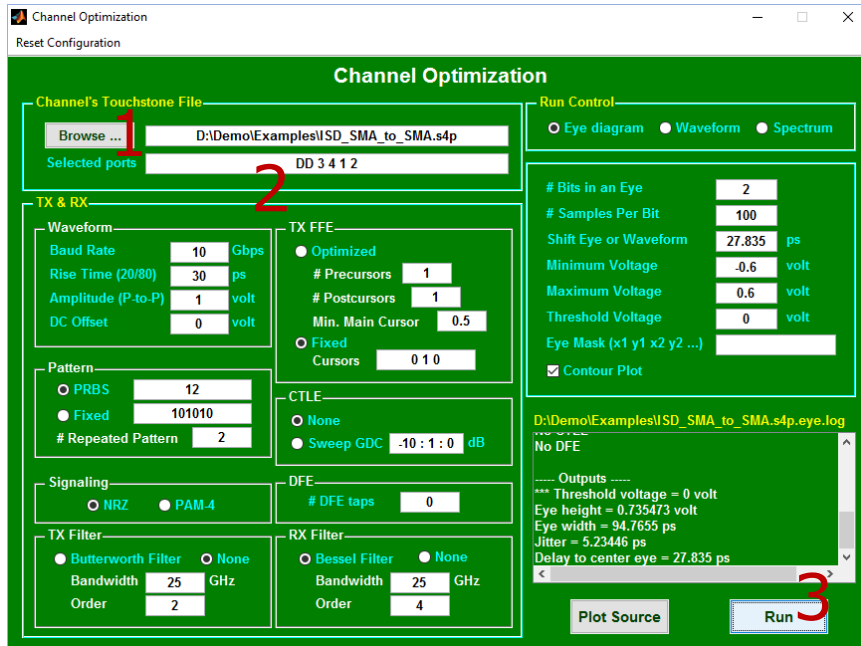 Channel Optimization
Reset Configuration
Channel Optimization
Channel's Touchstone File
Browse ... D:\Demo\Examples\ISD_SMA_to_SMA.s4p
1
Selected ports DD 3 4 1 2
2
TX & RX
Waveform
Baud Rate 10 Gbps
Rise Time (20/80) 30 ps
Amplitude (P-to-P) 1 volt
DC Offset 0 volt
Pattern
PRBS 12
Fixed 101010
# Repeated Pattern 2
Signaling
NRZ PAM-4
TX Filter
Butterworth Filter None
Bandwidth 25 GHz
Order 2
TX FFE
Optimized
# Precursors 1
# Postcursors 1
Min. Main Cursor 0.5
Fixed
Cursors 0 1 0
CTLE
None
Sweep GDC -10 : 1 : 0 dB
DFE
# DFE taps 0
RX Filter
Bessel Filter None
Bandwidth 25 GHz
Order 4
Run Control
Eye diagram Waveform Spectrum
# Bits in an Eye 2
# Samples Per Bit 100
Shift Eye or Waveform 27.835 ps
Minimum Voltage -0.6 volt
Maximum Voltage 0.6 volt
Threshold Voltage 0 volt
Eye Mask (x1 y1 x2 y2 ...)
Contour Plot
D:\Demo\Examples\ISD_SMA_to_SMA.s4p.eye.log
No DFE
----- Outputs -----
*** Threshold voltage = 0 volt
Eye height = 0.735473 volt
Eye width = 94.7655 ps
Jitter = 5.23446 ps
Delay to center eye = 27.835 ps
Plot Source Run
3